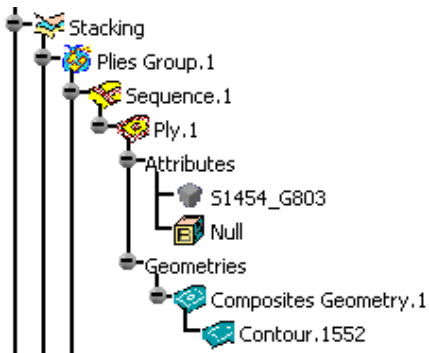 Stacking
Plies Group.1
Sequence.1
Ply.1
Attributes
S1454_G803
Null
Geometries
Composites Geometry.1
Contour.1552